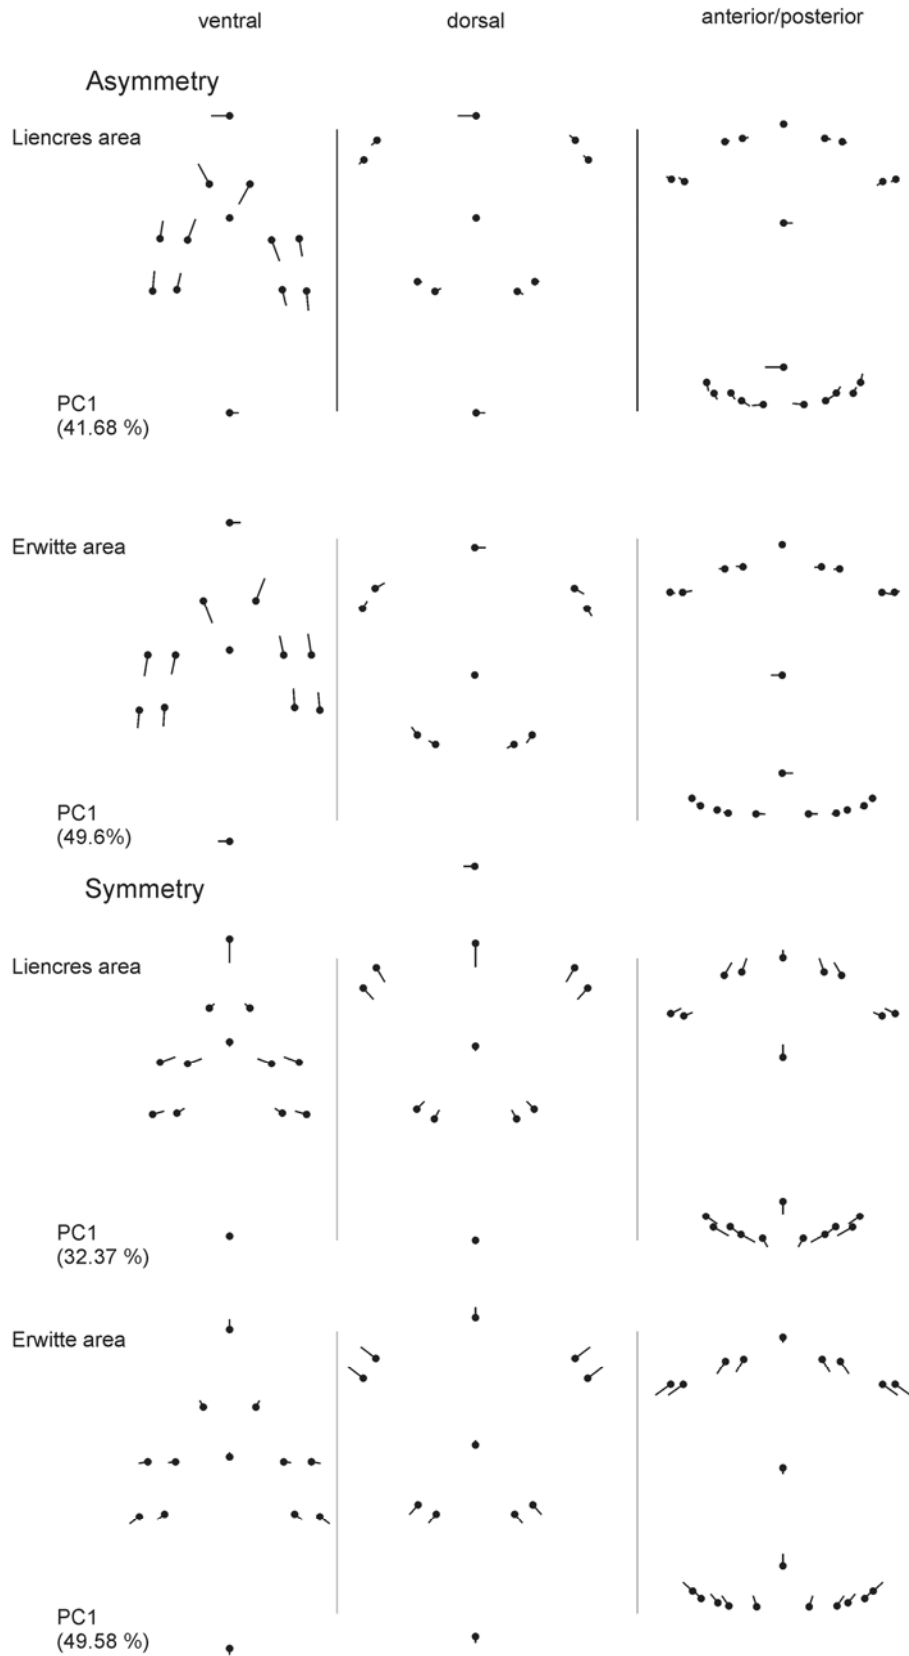 ventral dorsal anterior/posterior
Asymmetry
Liencres area
PC1
(41.68 %)
Erwitte area
PC1
(49.6%)
Symmetry
Liencres area
PC1
(32.37 %)
Erwitte area
PC1
(49.58 %)